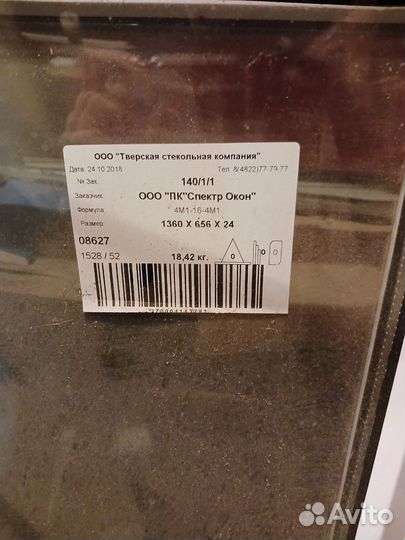 ООО "Тверская стекольная компания"
Дата: 24.10.2018 Тел. 8(4822)77-79-77
№ Зак. 140/1/1
Заказчик: ООО "ПК"Спектр Окон"
Формула 4М1-16-4М1
Размер 1360 X 656 X 24
08627
1528 / 52 18,42 кг. 0 0 0
Avito